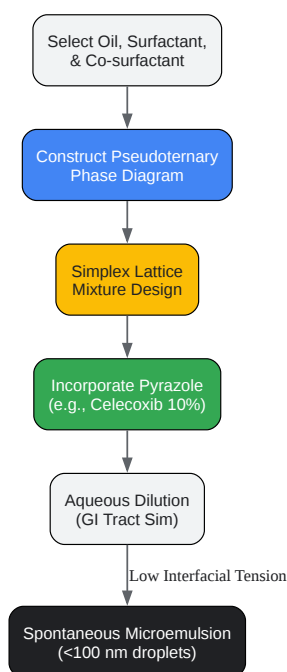 Select Oil, Surfactant,
& Co-surfactant
Construct Pseudoternary
Phase Diagram
Simplex Lattice
Mixture Design
Incorporate Pyrazole
(e.g., Celecoxib 10%)
Aqueous Dilution
(GI Tract Sim)
Low Interfacial Tension
Spontaneous Microemulsion
(<100 nm droplets)